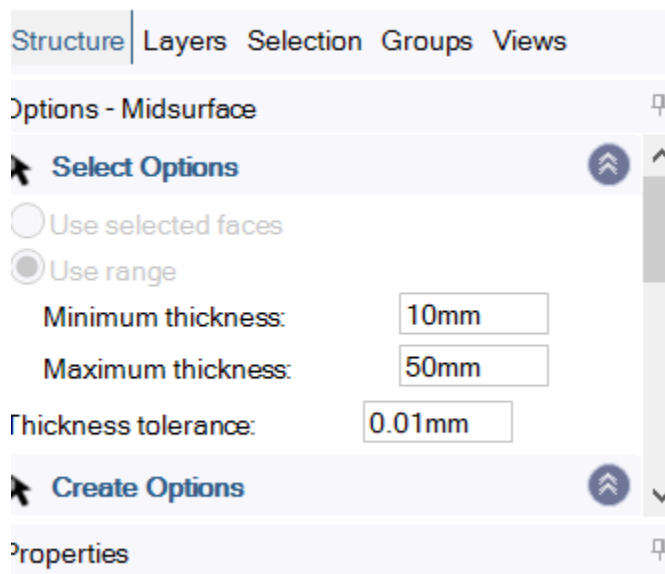 Structure Layers Selection Groups Views
Options - Midsurface
Select Options
Use selected faces
Use range
Minimum thickness: 10mm
Maximum thickness: 50mm
Thickness tolerance: 0.01mm
Create Options
Properties